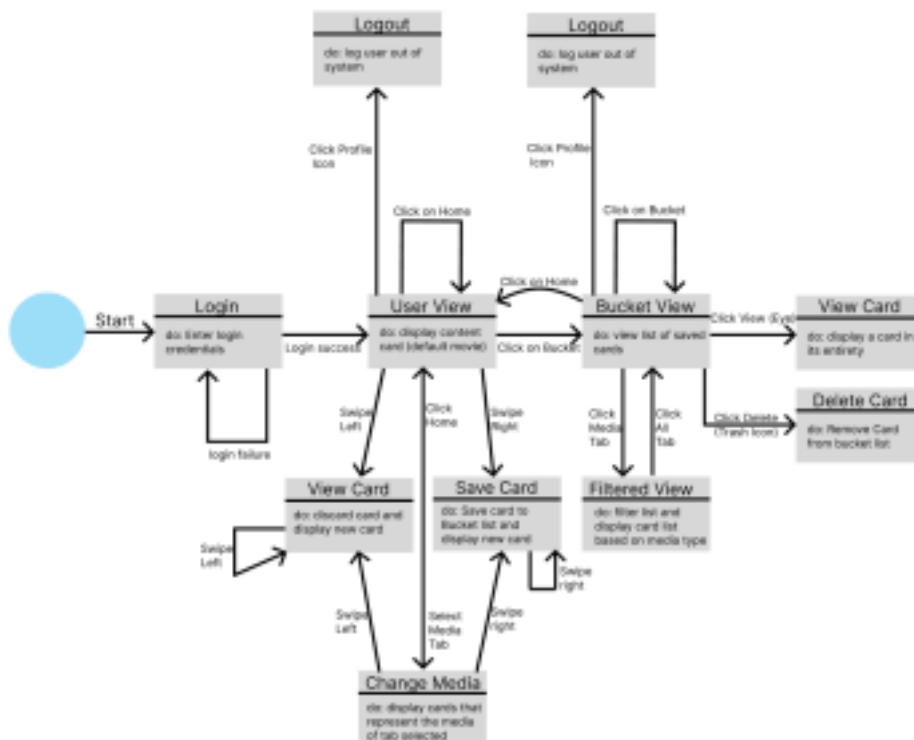 Logout
do: log user out of
system
Logout
do: log user out of
system
Click Profile
Icon
Click Profile
Icon
Click on Home
Click on Bucket
Click on Home
Start
Login
do: Enter login
credentials
Login success
login failure
User View
do: display content
card (default movie)
Click on Bucket
Bucket View
do: view list of saved
cards
Click View (Eye)
View Card
do: display a card in
its entirety
Click Delete
(Trash Icon)
Delete Card
do: Remove Card
from bucket list
Swipe
Left
Click
Home
Swipe
Right
Click
Media
Tab
Click
All
Tab
View Card
do: discard card and
display new card
Swipe
Left
Save Card
do: Save card to
Bucket list and
display new card
Swipe
right
Filtered View
do: filter list and
display card list
based on media type
Swipe
Left
Select
Media
Tab
Swipe
right
Change Media
do: display cards that
represent the media
of tab selected